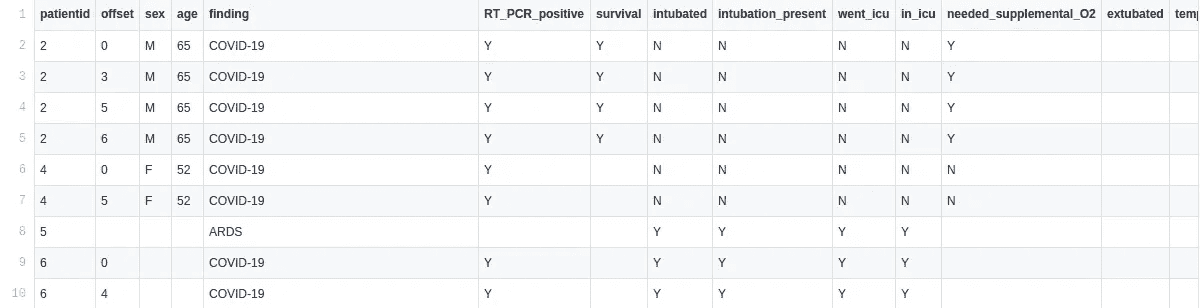 1 patientid offset sex age finding RT_PCR_positive survival intubated intubation_present went_icu in_icu needed_supplemental_O2 extubated temp
2 2 0 M 65 COVID-19 Y Y N N N N Y
3 2 3 M 65 COVID-19 Y Y N N N N Y
4 2 5 M 65 COVID-19 Y Y N N N N Y
5 2 6 M 65 COVID-19 Y Y N N N N Y
6 4 0 F 52 COVID-19 Y N N N N N
7 4 5 F 52 COVID-19 Y N N N N N
8 5 ARDS Y Y Y Y
9 6 0 COVID-19 Y Y Y Y Y
10 6 4 COVID-19 Y Y Y Y Y